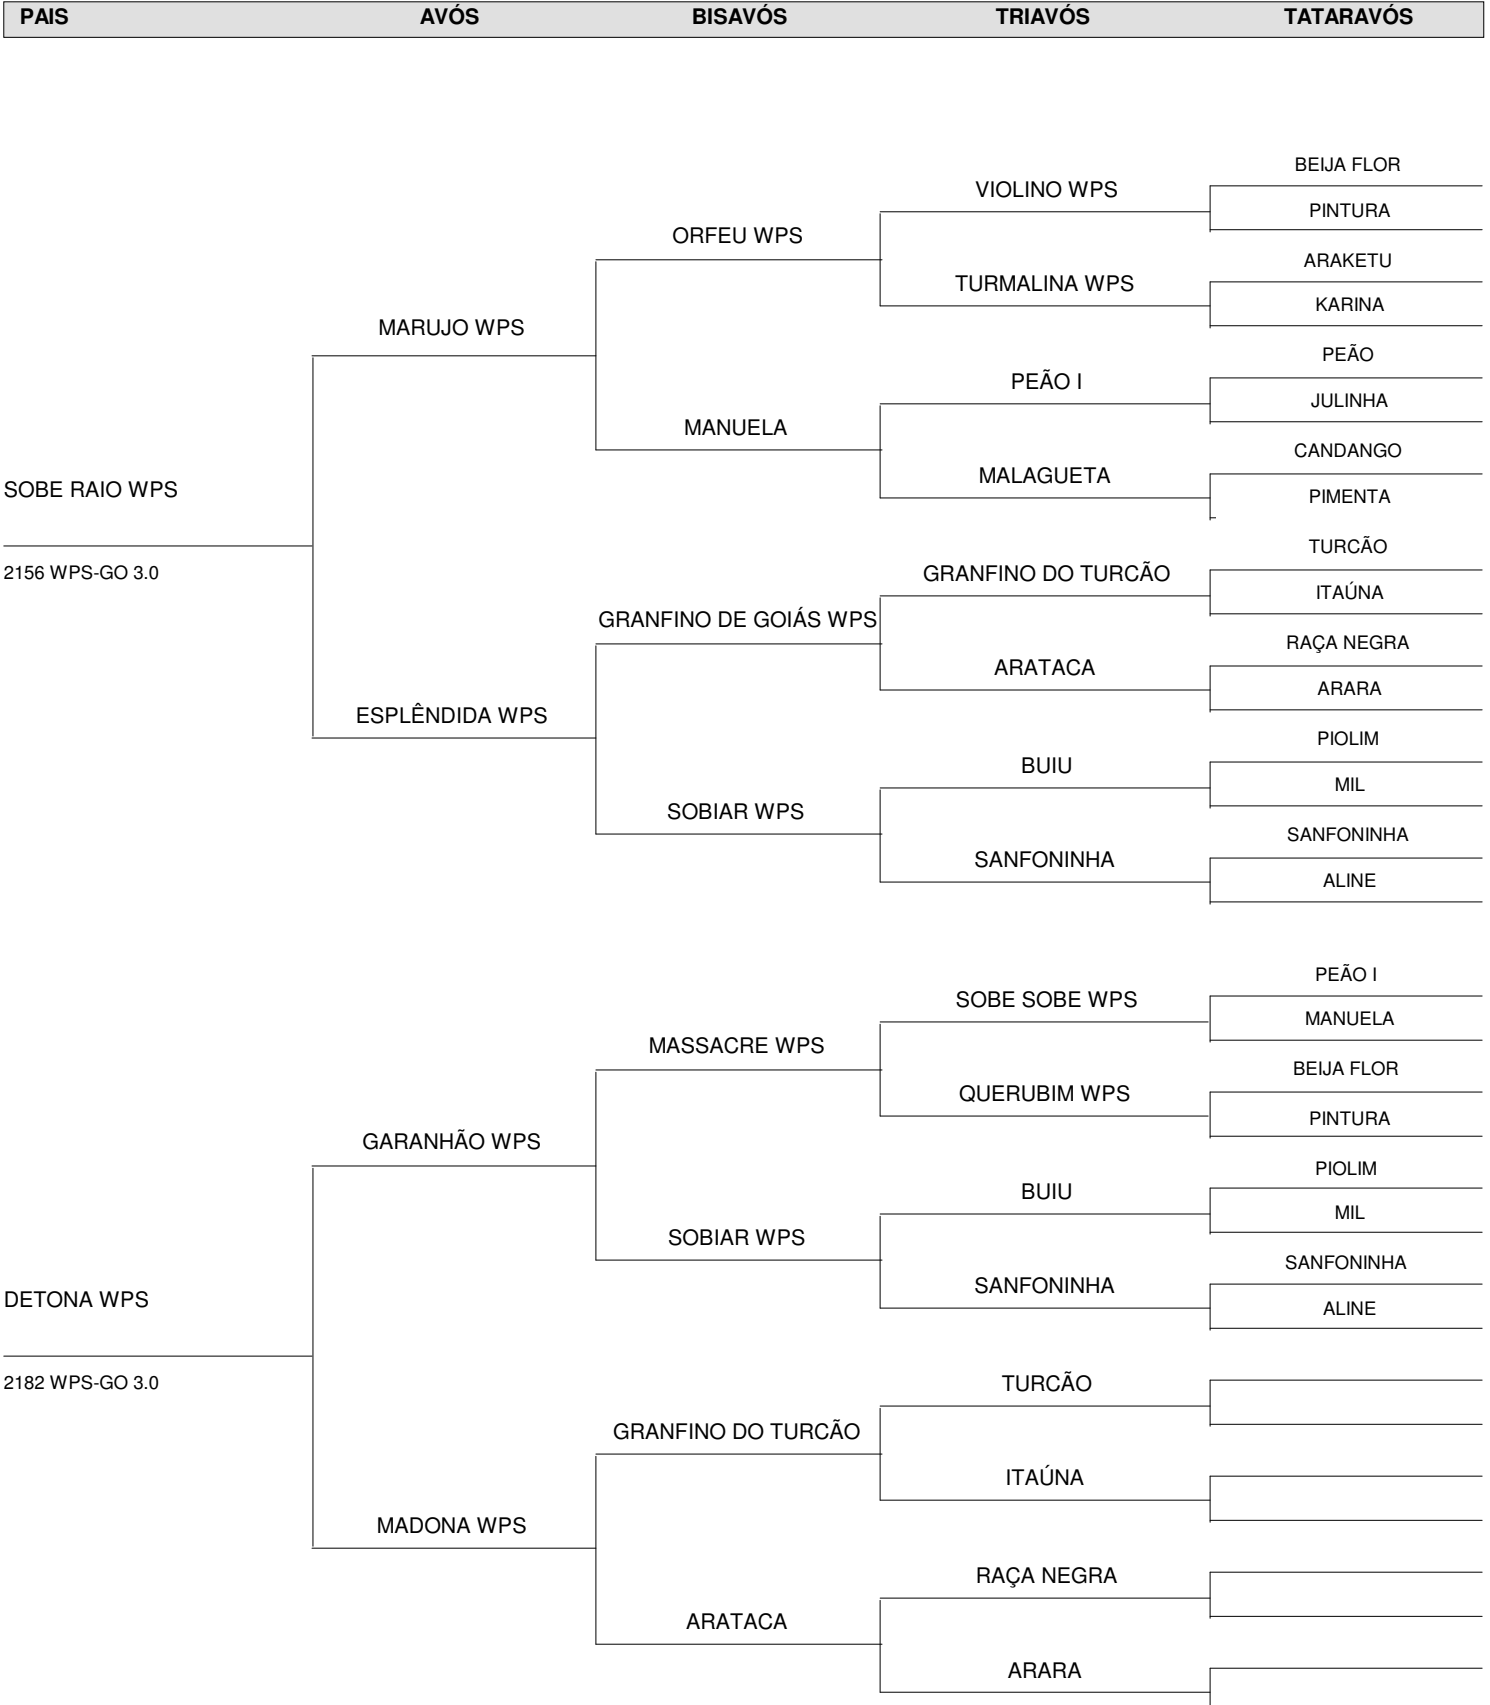 PAIS AVÓS BISAVÓS TRIAVÓS TATARAVÓS
BEIJA FLOR
VIOLINO WPS
PINTURA
ORFEU WPS
ARAKETU
TURMALINA WPS
KARINA
MARUJO WPS
PEÃO
PEÃO I
JULINHA
MANUELA
CANDANGO
MALAGUETA
SOBE RAIO WPS
PIMENTA
TURCÃO
2156 WPS-GO 3.0
GRANFINO DO TURCÃO
ITAÚNA
GRANFINO DE GOIÁS WPS
RAÇA NEGRA
ARATACA
ARARA
ESPLÊNDIDA WPS
PIOLIM
BUIU
MIL
SOBIAR WPS
SANFONINHA
SANFONINHA
ALINE
PEÃO I
SOBE SOBE WPS
MANUELA
MASSACRE WPS
BEIJA FLOR
QUERUBIM WPS
PINTURA
GARANHÃO WPS
PIOLIM
BUIU
MIL
SOBIAR WPS
SANFONINHA
SANFONINHA
DETONA WPS
ALINE
2182 WPS-GO 3.0
TURCÃO
GRANFINO DO TURCÃO
ITAÚNA
MADONA WPS
RAÇA NEGRA
ARATACA
ARARA